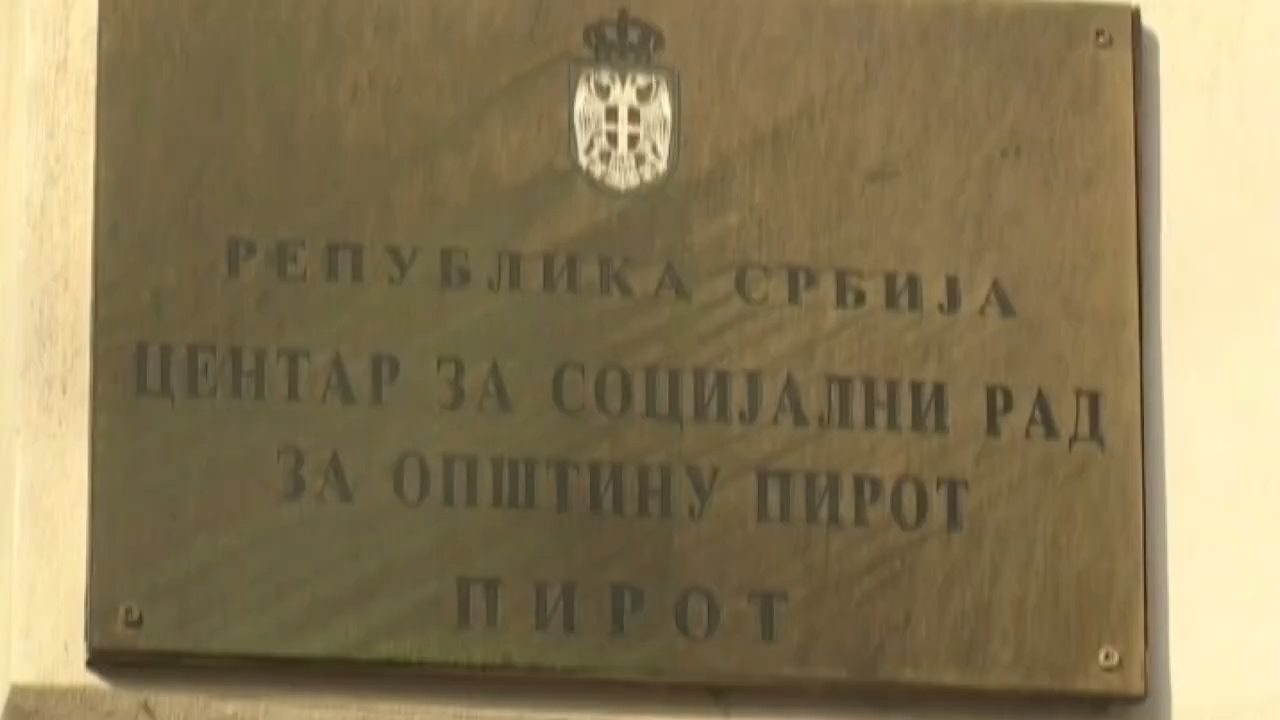 РЕПУБЛИКА СРБИЈА
ЦЕНТАР ЗА СОЦИЈАЛНИ РАД
ЗА ОПШТИНУ ПИРОТ
ПИРОТ